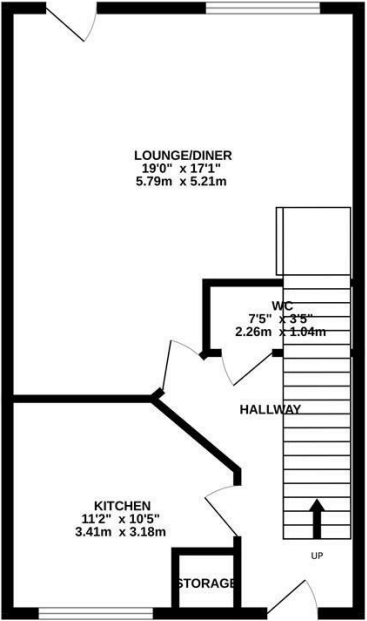 LOUNGE/DINER
19'0" x 17'1"
5.79m x 5.21m
WC
7'5" x 3'5"
2.26m x 1.04m
HALLWAY
KITCHEN
11'2" x 10'5"
3.41m x 3.18m
UP
STORAGE